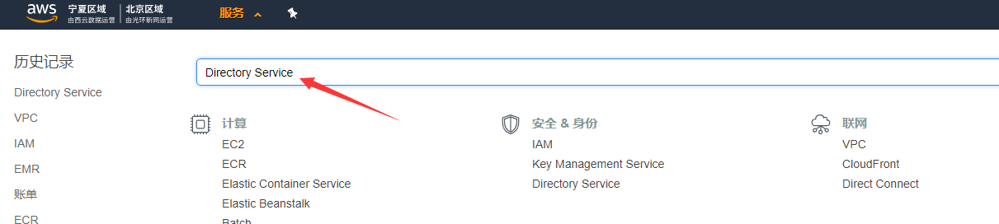 aws 宁夏区域 北京区域
由西云数据运营 由光环新网运营
服务
历史记录
Directory Service
VPC
IAM
EMR
账单
ECR
Directory Service
计算
EC2
ECR
Elastic Container Service
Elastic Beanstalk
Batch
安全 & 身份
IAM
Key Management Service
Directory Service
联网
VPC
CloudFront
Direct Connect